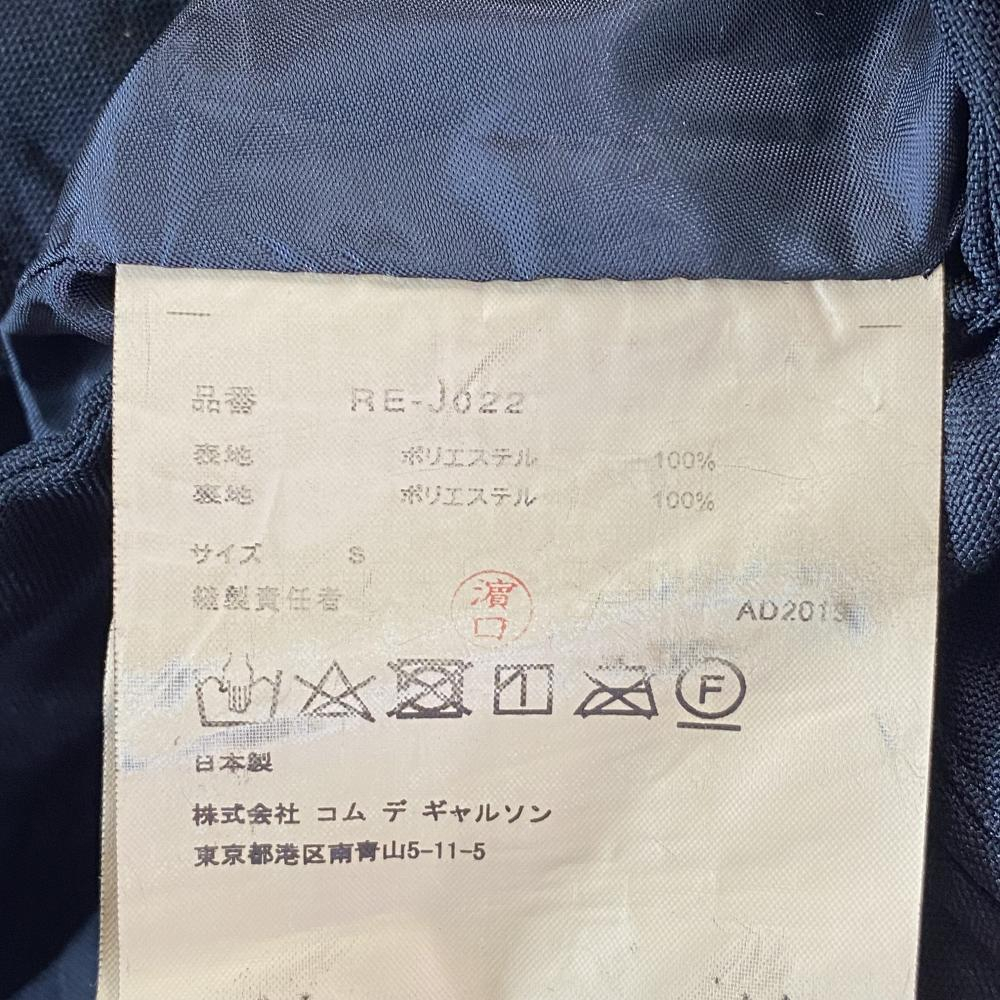 品番 RE-J022
表地 ポリエステル 100%
裏地 ポリエステル 100%
サイズ S
縫製責任者 濱口
日本製
株式会社 コム デ ギャルソン
東京都港区南青山5-11-5